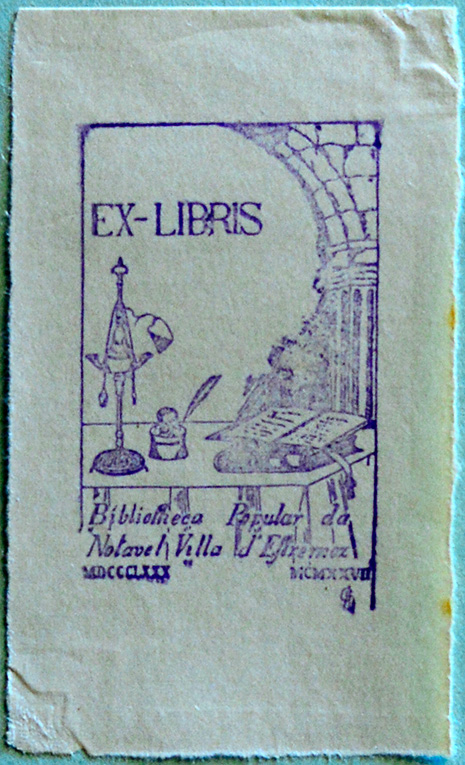 EX-LIBRIS
Bibliotheca Popular da
Notavel Villa d'Estremoz
MDCCCLXXX MCMXXVII